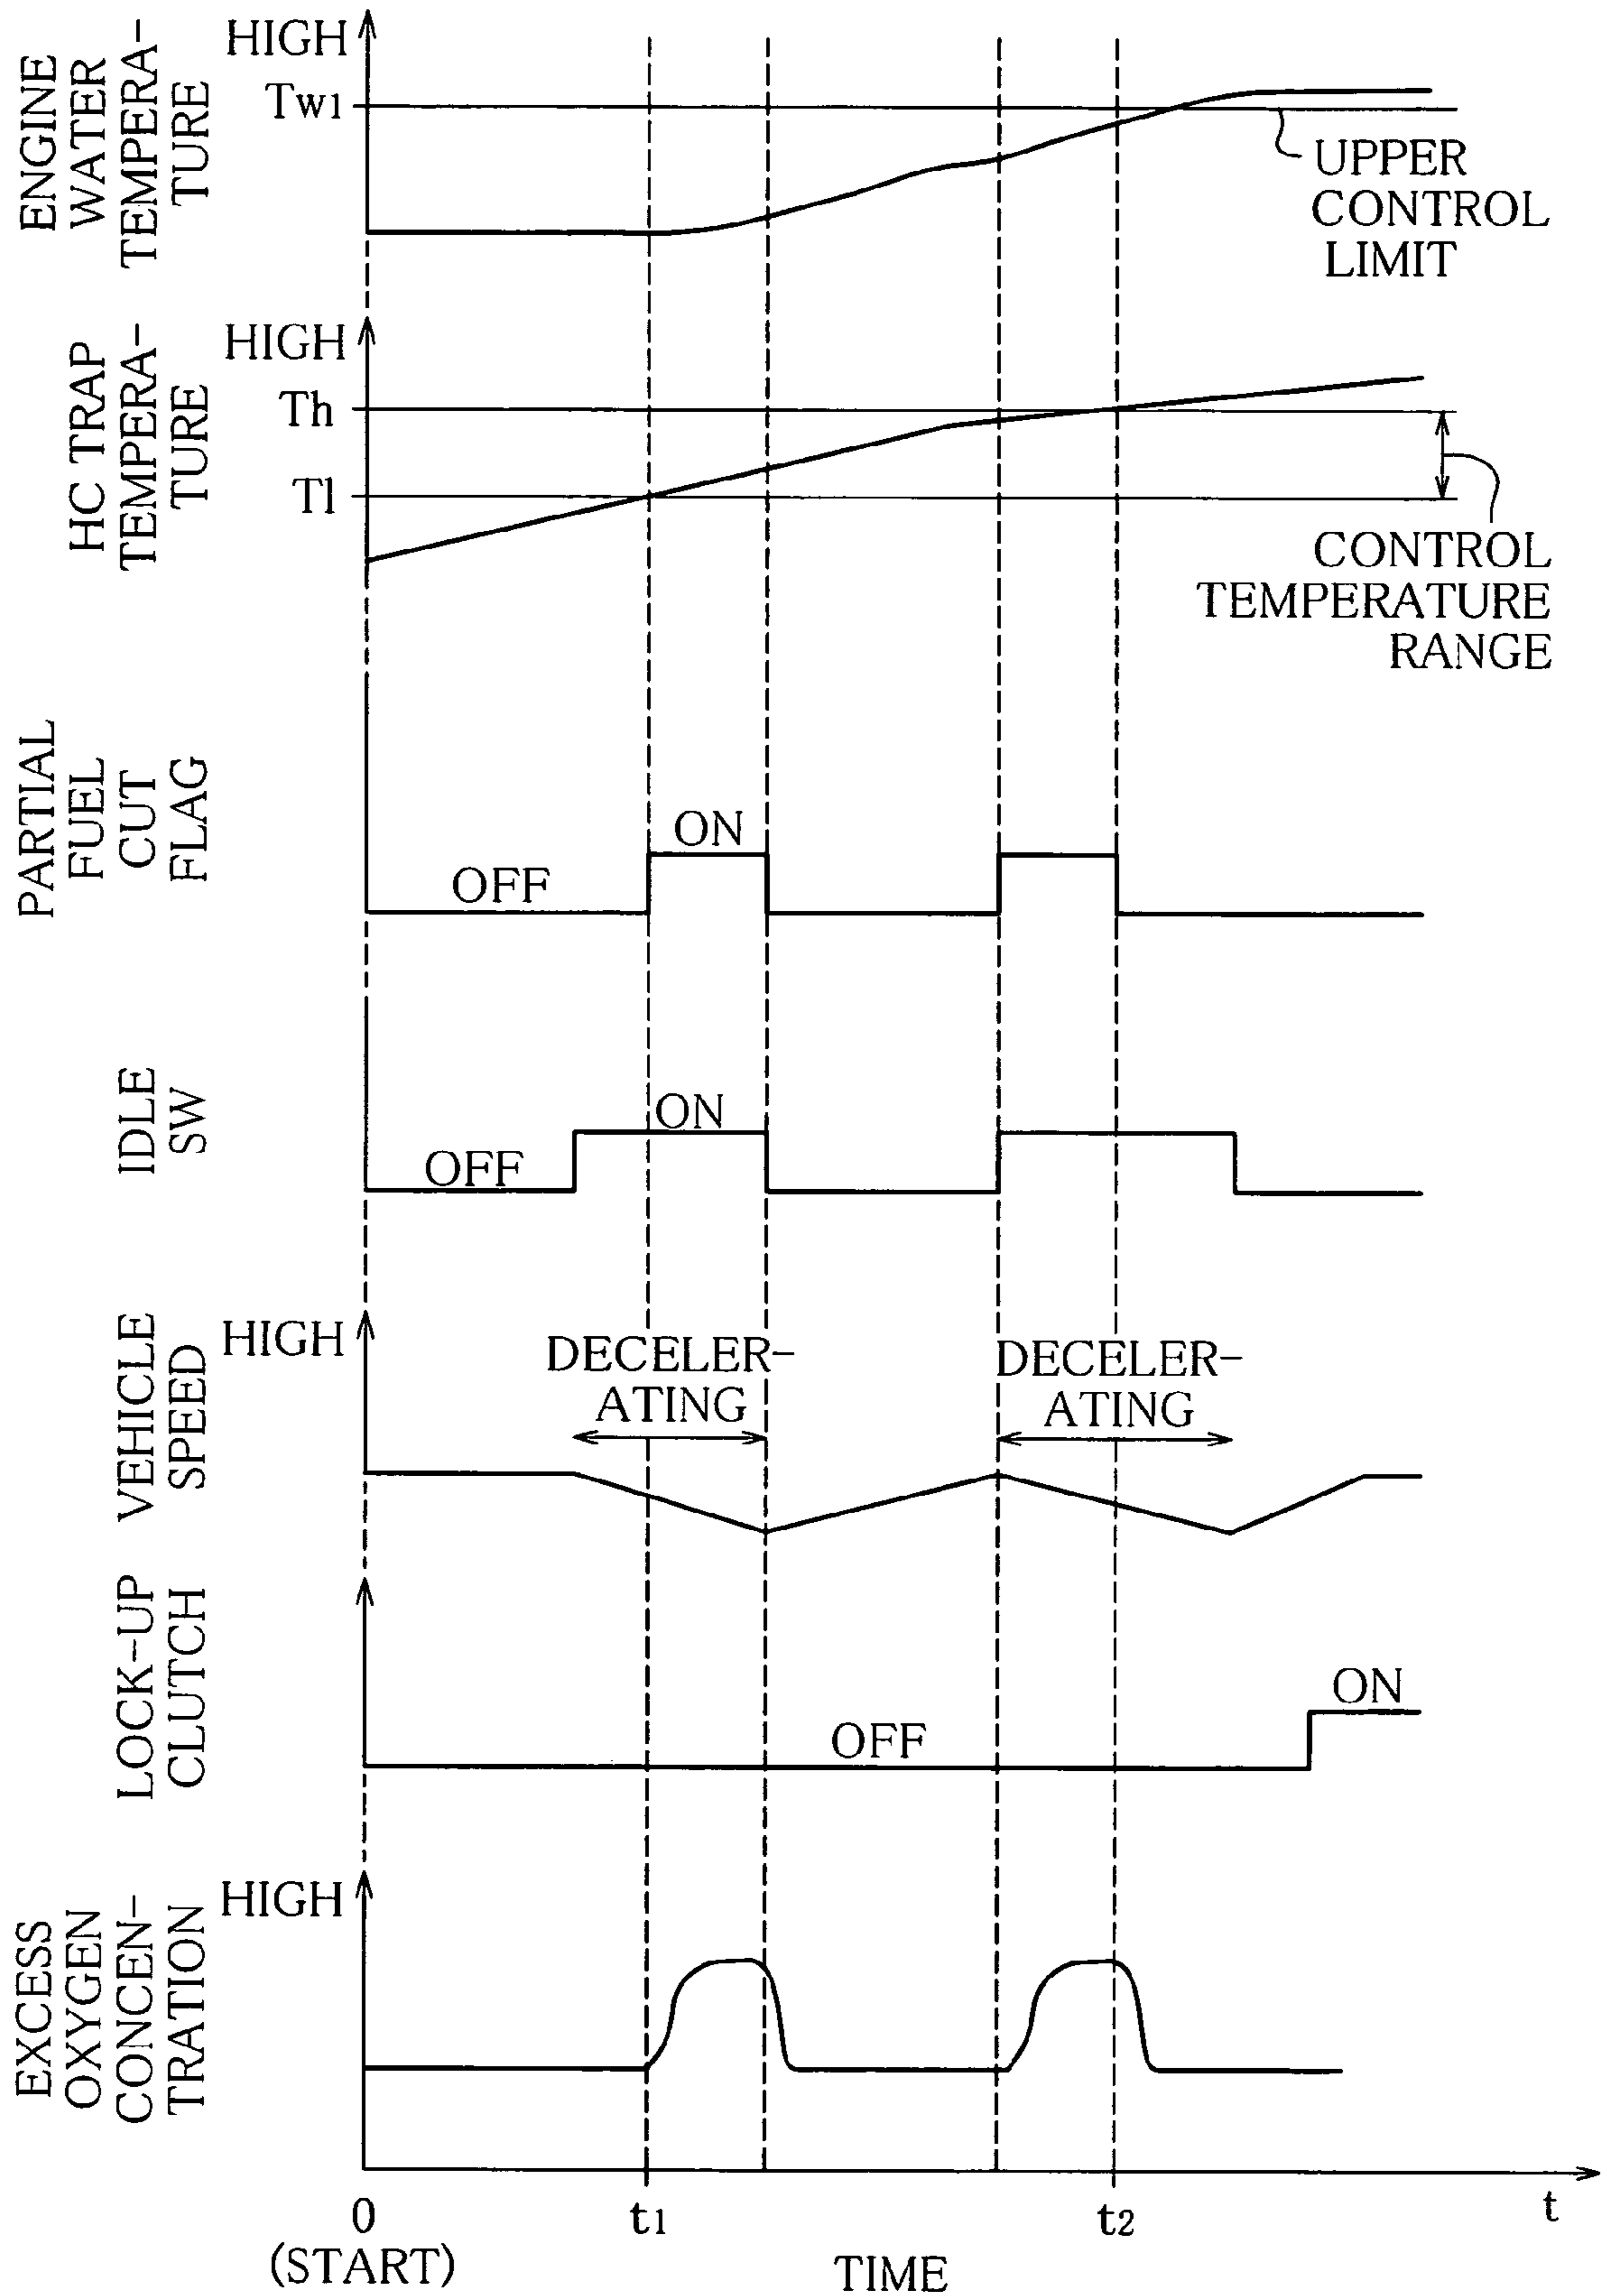 ENGINE
WATER
TEMPERA-
TURE
HIGH
Tw1
UPPER
CONTROL
LIMIT
HC TRAP
TEMPERA-
TURE
HIGH
Th
Tl
CONTROL
TEMPERATURE
RANGE
PARTIAL
FUEL
CUT
FLAG
ON
OFF
IDLE
SW
ON
OFF
VEHICLE
SPEED
HIGH
DECELER-
ATING
DECELER-
ATING
LOCK-UP
CLUTCH
ON
OFF
EXCESS
OXYGEN
CONCEN-
TRATION
HIGH
0
(START)
t1
t2
t
TIME